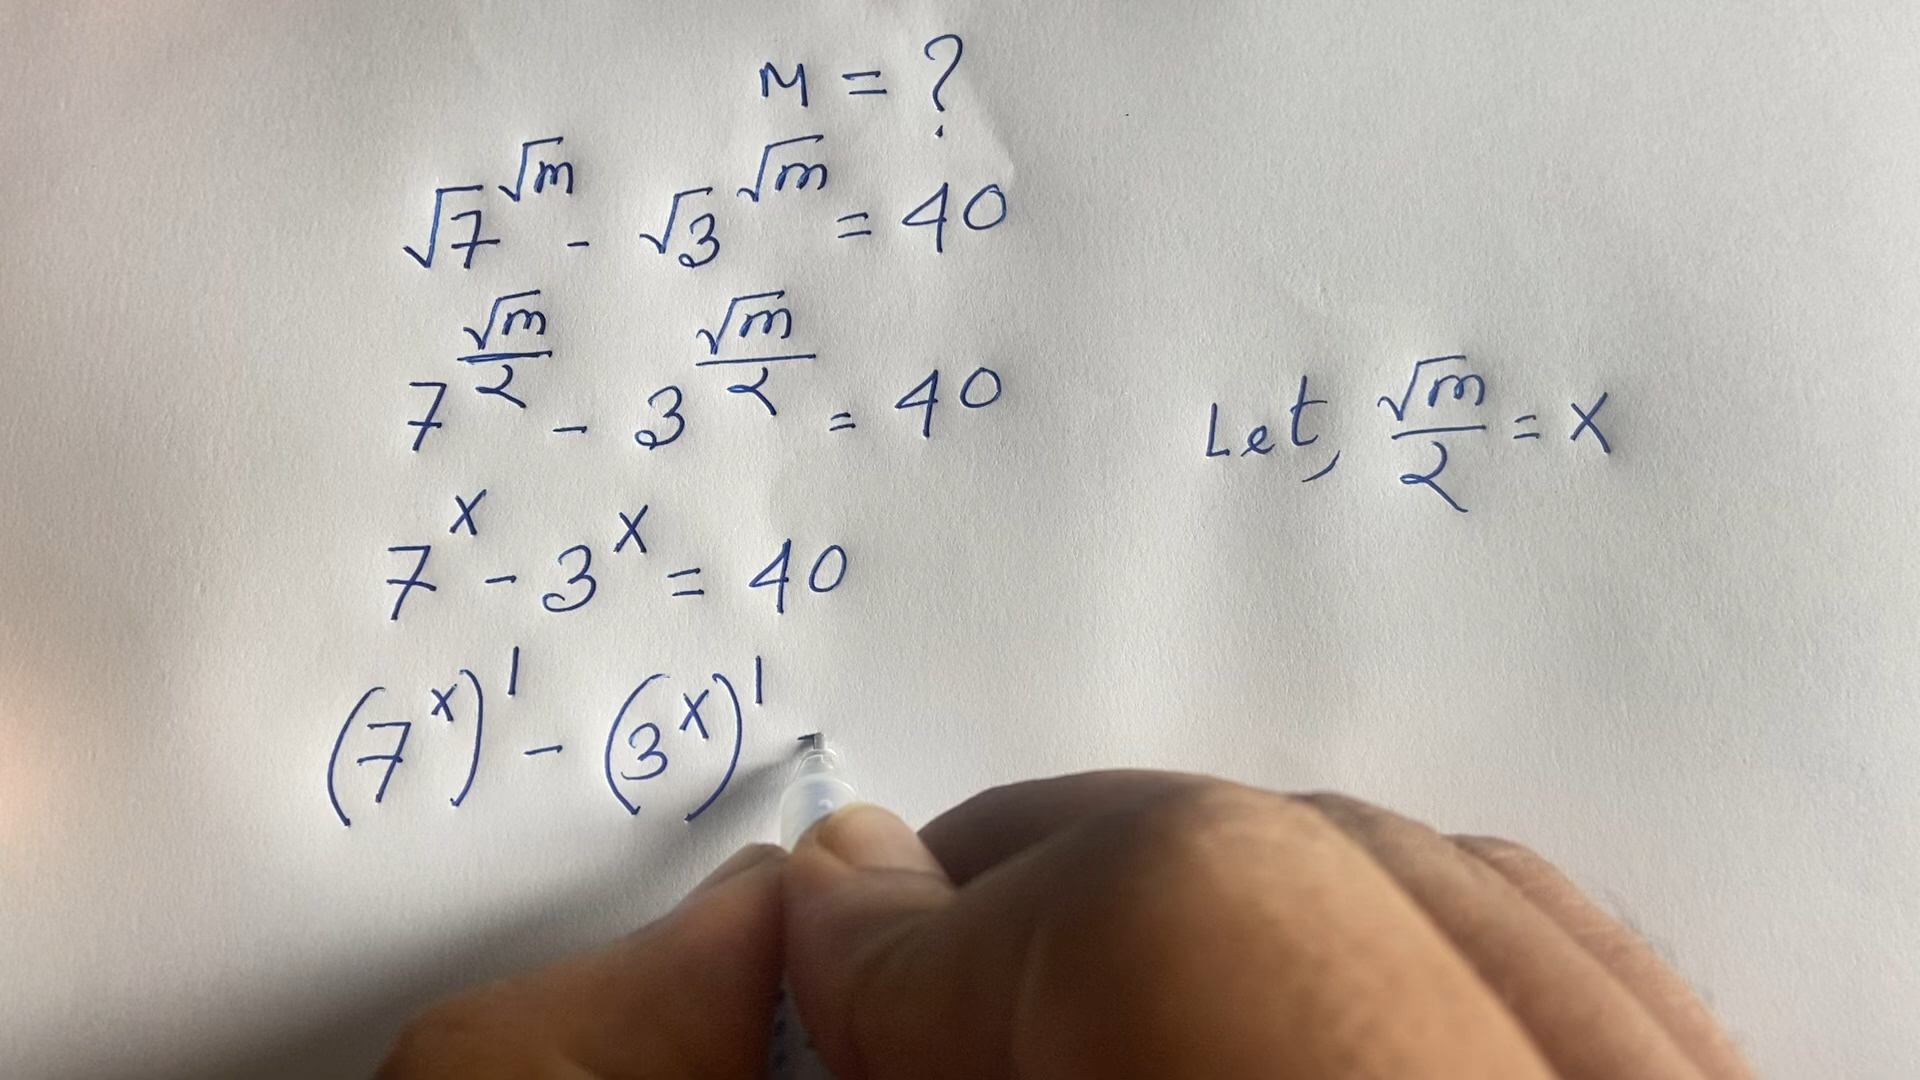 M = ?
√7^√m - √3^√m = 40
7^(√m/2) - 3^(√m/2) = 40
Let, √m/2 = x
7^x - 3^x = 40
(7^x)^1 - (3^x)^1 -